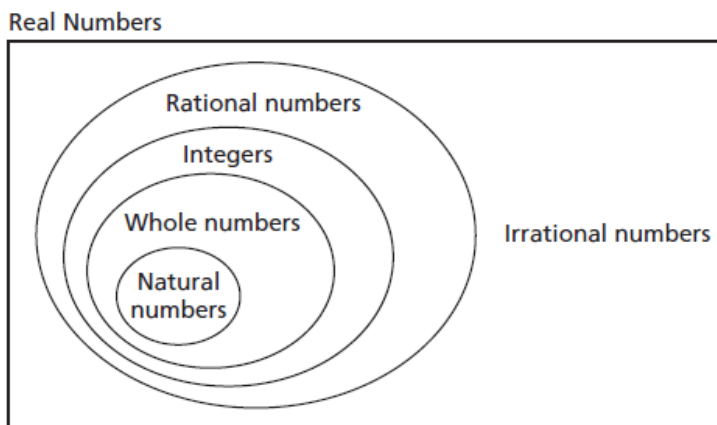 Real Numbers
Rational numbers
Integers
Whole numbers
Irrational numbers
Natural
numbers